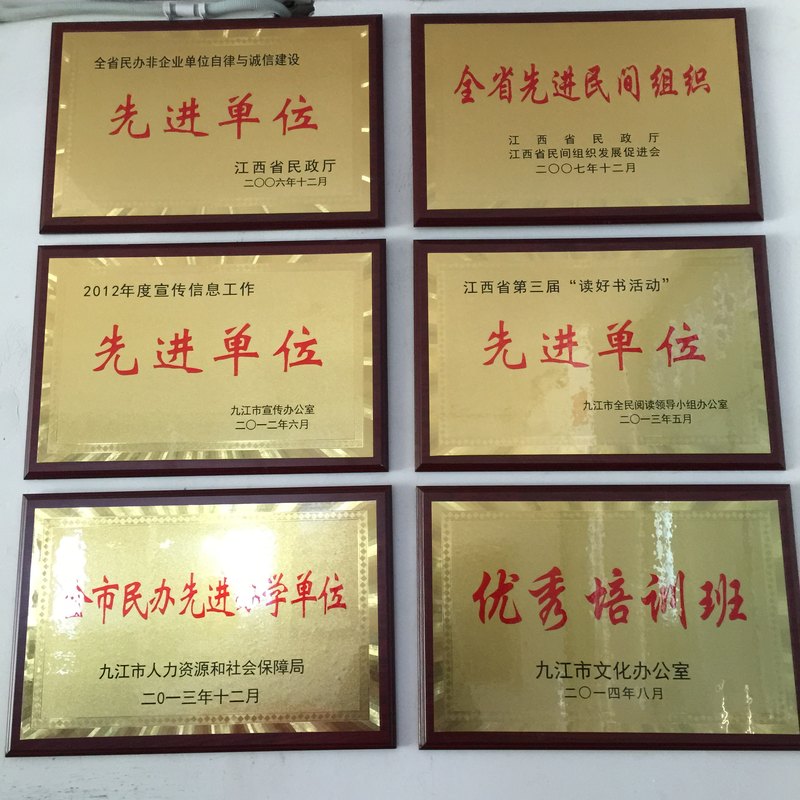 全省民办非企业单位自律与诚信建设
先进单位
江西省民政厅
二〇〇六年十二月
全省先进民间组织
江西省民政厅
江西省民间组织发展促进会
二〇〇七年十二月
2012年度宣传信息工作
先进单位
九江市宣传办公室
二〇一二年六月
江西省第三届“读好书活动”
先进单位
九江市全民阅读领导小组办公室
二〇一三年五月
全市民办先进办学单位
九江市人力资源和社会保障局
二0一三年十二月
优秀培训班
九江市文化办公室
二〇一四年八月